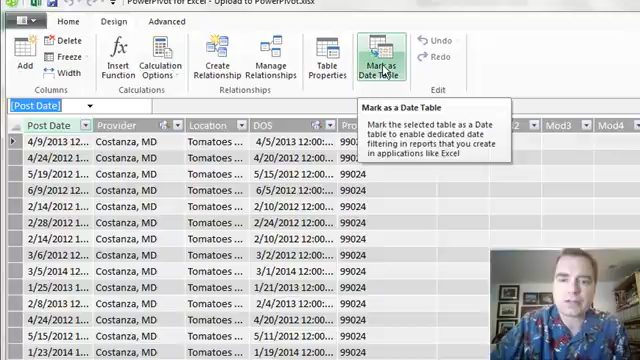 PowerPivot for Excel - Upload to PowerPivot.xlsx
Home Design Advanced
Add Delete Freeze Width
Columns
Insert Function Calculation Options
Calculations
Create Relationship Manage Relationships
Relationships
Table Properties Mark as Date Table
Undo Redo
Edit
[Post Date]
Mark as a Date Table
Mark the selected table as a Date
table to enable dedicated date
filtering in reports that you create
in applications like Excel
Post Date Provider Location DOS Mod3 Mod4
4/9/2013 12... Costanza, MD Tomatoes ... 4/5/2013 12:00... 99024
4/24/2012 1... Costanza, MD Tomatoes ... 4/20/2012 12:00... 99024
5/19/2012 1... Costanza, MD Tomatoes ... 5/15/2012 12:00... 99024
6/9/2012 12... Costanza, MD Tomatoes ... 6/5/2012 12:00... 99024
2/14/2012 1... Costanza, MD Tomatoes ... 2/10/2012 12:00... 99024
2/28/2012 1... Costanza, MD Tomatoes ... 2/24/2012 12:00... 99024
2/14/2012 1... Costanza, MD Tomatoes ... 2/10/2012 12:00... 99024
3/6/2012 12... Costanza, MD Tomatoes ... 3/2/2012 12:00... 99024
3/5/2014 12... Costanza, MD Tomatoes ... 3/1/2014 12:00... 99024
1/25/2013 1... Costanza, MD Tomatoes ... 1/21/2013 12:00... 99024
2/8/2013 12... Costanza, MD Tomatoes ... 2/4/2013 12:00... 99024
4/24/2012 1... Costanza, MD Tomatoes ... 4/20/2012 12:00... 99024
5/15/2012 1... Costanza, MD Tomatoes ... 5/11/2012 12:00... 99024
1/23/2014 1... Costanza, MD Tomatoes ... 1/19/2014 12:00... 99024